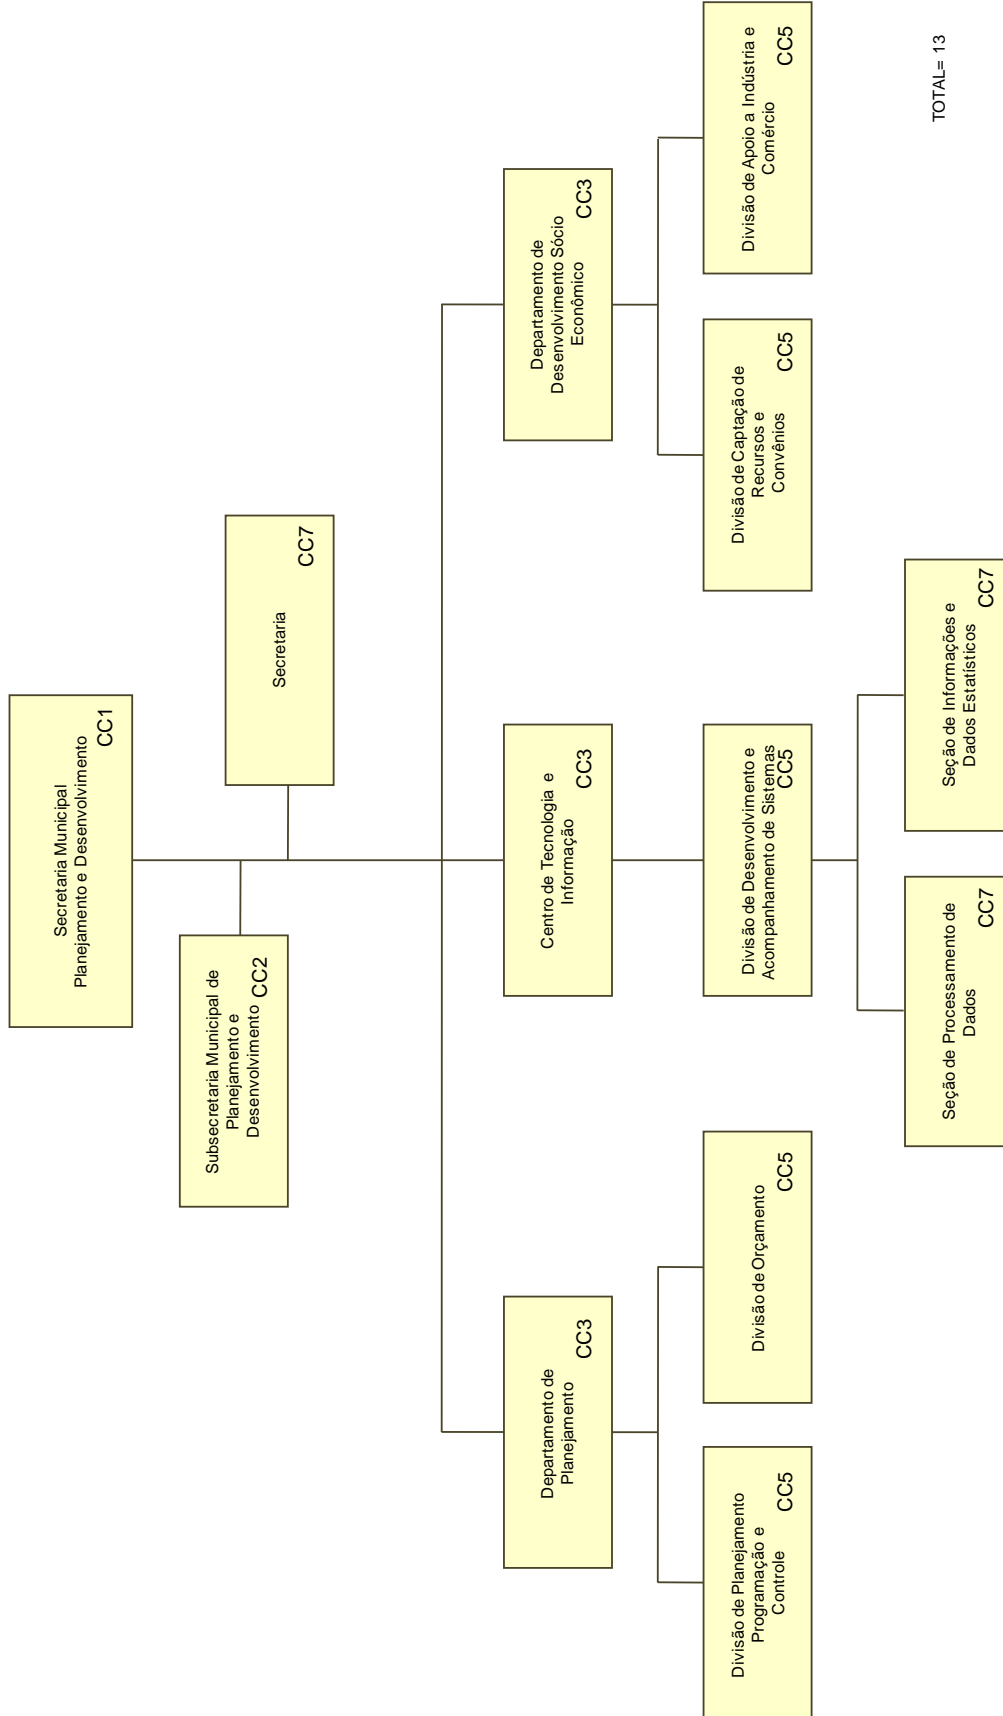 Secretaria Municipal
Planejamento e Desenvolvimento
CC1
Subsecretaria Municipal de
Planejamento e
Desenvolvimento
CC2
Secretaria
CC7
Departamento de
Planejamento
CC3
Centro de Tecnologia e
Informação
CC3
Departamento de
Desenvolvimento Sócio
Econômico
CC3
Divisão de Planejamento
Programação e
Controle
CC5
Divisão de Orçamento
CC5
Divisão de Desenvolvimento e
Acompanhamento de Sistemas
CC5
Divisão de Captação de
Recursos e
Convênios
CC5
Divisão de Apoio a Indústria e
Comércio
CC5
Seção de Processamento de
Dados
CC7
Seção de Informações e
Dados Estatísticos
CC7
TOTAL= 13